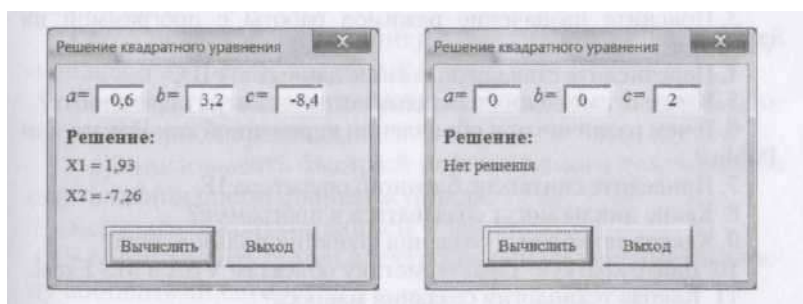 Решение квадратного уравнения
a= 0,6 b= 3,2 c= -8,4
Решение:
X1 = 1,93
X2 = -7,26
Вычислить Выход
Решение квадратного уравнения
a= 0 b= 0 c= 2
Решение:
Нет решения
Вычислить Выход